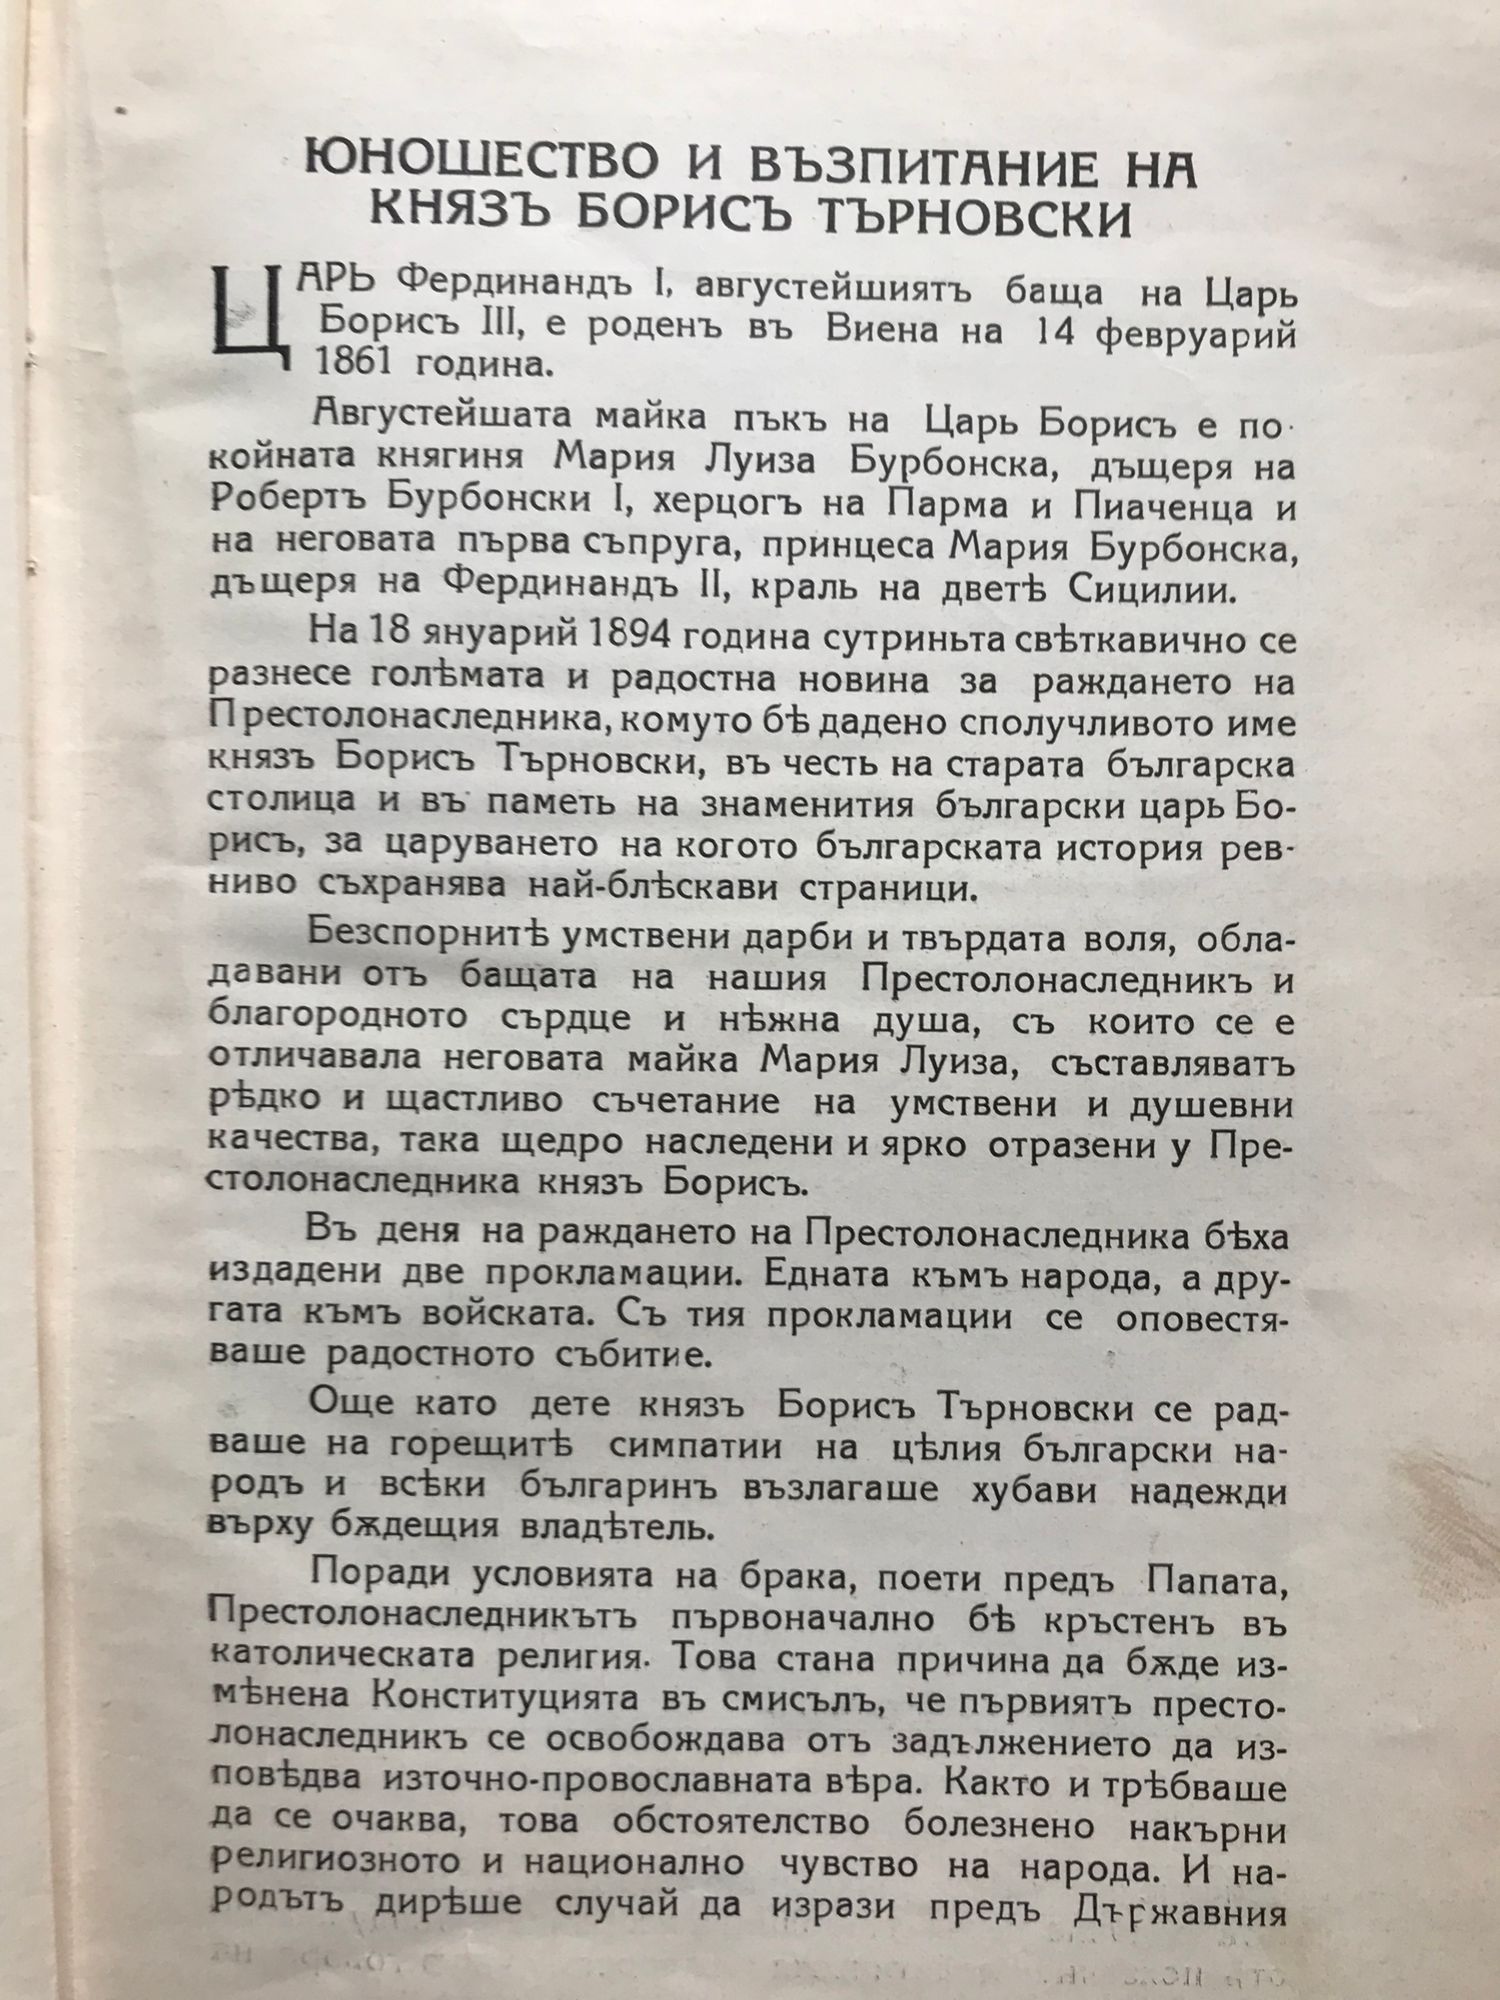 ЮНОШЕСТВО И ВЪЗПИТАНИЕ НА
КНЯЗЪ БОРИСЪ ТЪРНОВСКИ
ЦАРЬ Фердинандъ I, августейшиятъ баща на Царь
Борисъ III, е роденъ въ Виена на 14 февруарий
1861 година.
Августейшата майка пъкъ на Царь Борисъ е по-
койната княгиня Мария Луиза Бурбонска, дъщеря на
Робертъ Бурбонски I, херцогъ на Парма и Пиаченца и
на неговата първа съпруга, принцеса Мария Бурбонска,
дъщеря на Фердинандъ II, краль на дветѣ Сицилии.
На 18 януарий 1894 година сутриньта свѣткавично се
разнесе голѣмата и радостна новина за раждането на
Престолонаследника, комуто бѣ дадено сполучливото име
князъ Борисъ Търновски, въ честь на старата българска
столица и въ паметь на знаменития български царь Бо-
рисъ, за царуването на когото българската история рев-
ниво съхранява най-блѣскави страници.
Безспорнитѣ умствени дарби и твърдата воля, обла-
давани отъ бащата на нашия Престолонаследникъ и
благородното сърдце и нѣжна душа, съ които се е
отличавала неговата майка Мария Луиза, съставляватъ
рѣдко и щастливо съчетание на умствени и душевни
качества, така щедро наследени и ярко отразени у Пре-
столонаследника князъ Борисъ.
Въ деня на раждането на Престолонаследника бѣха
издадени две прокламации. Едната къмъ народа, а дру-
гата къмъ войската. Съ тия прокламации се оповестя-
ваше радостното събитие.
Още като дете князъ Борисъ Търновски се рад-
ваше на горещитѣ симпатии на цѣлия български на-
родъ и всѣки българинъ възлагаше хубави надежди
върху бѫдещия владѣтель.
Поради условията на брака, поети предъ Папата,
Престолонаследникътъ първоначално бѣ кръстенъ въ
католическата религия. Това стана причина да бѫде из-
мѣнена Конституцията въ смисълъ, че първиятъ престо-
лонаследникъ се освобождава отъ задължението да из-
повѣдва източно-провославната вѣра. Както и трѣбваше
да се очаква, това обстоятелство болезнено накърни
религиозното и национално чувство на народа. И на-
родътъ дирѣше случай да изрази предъ Държавния